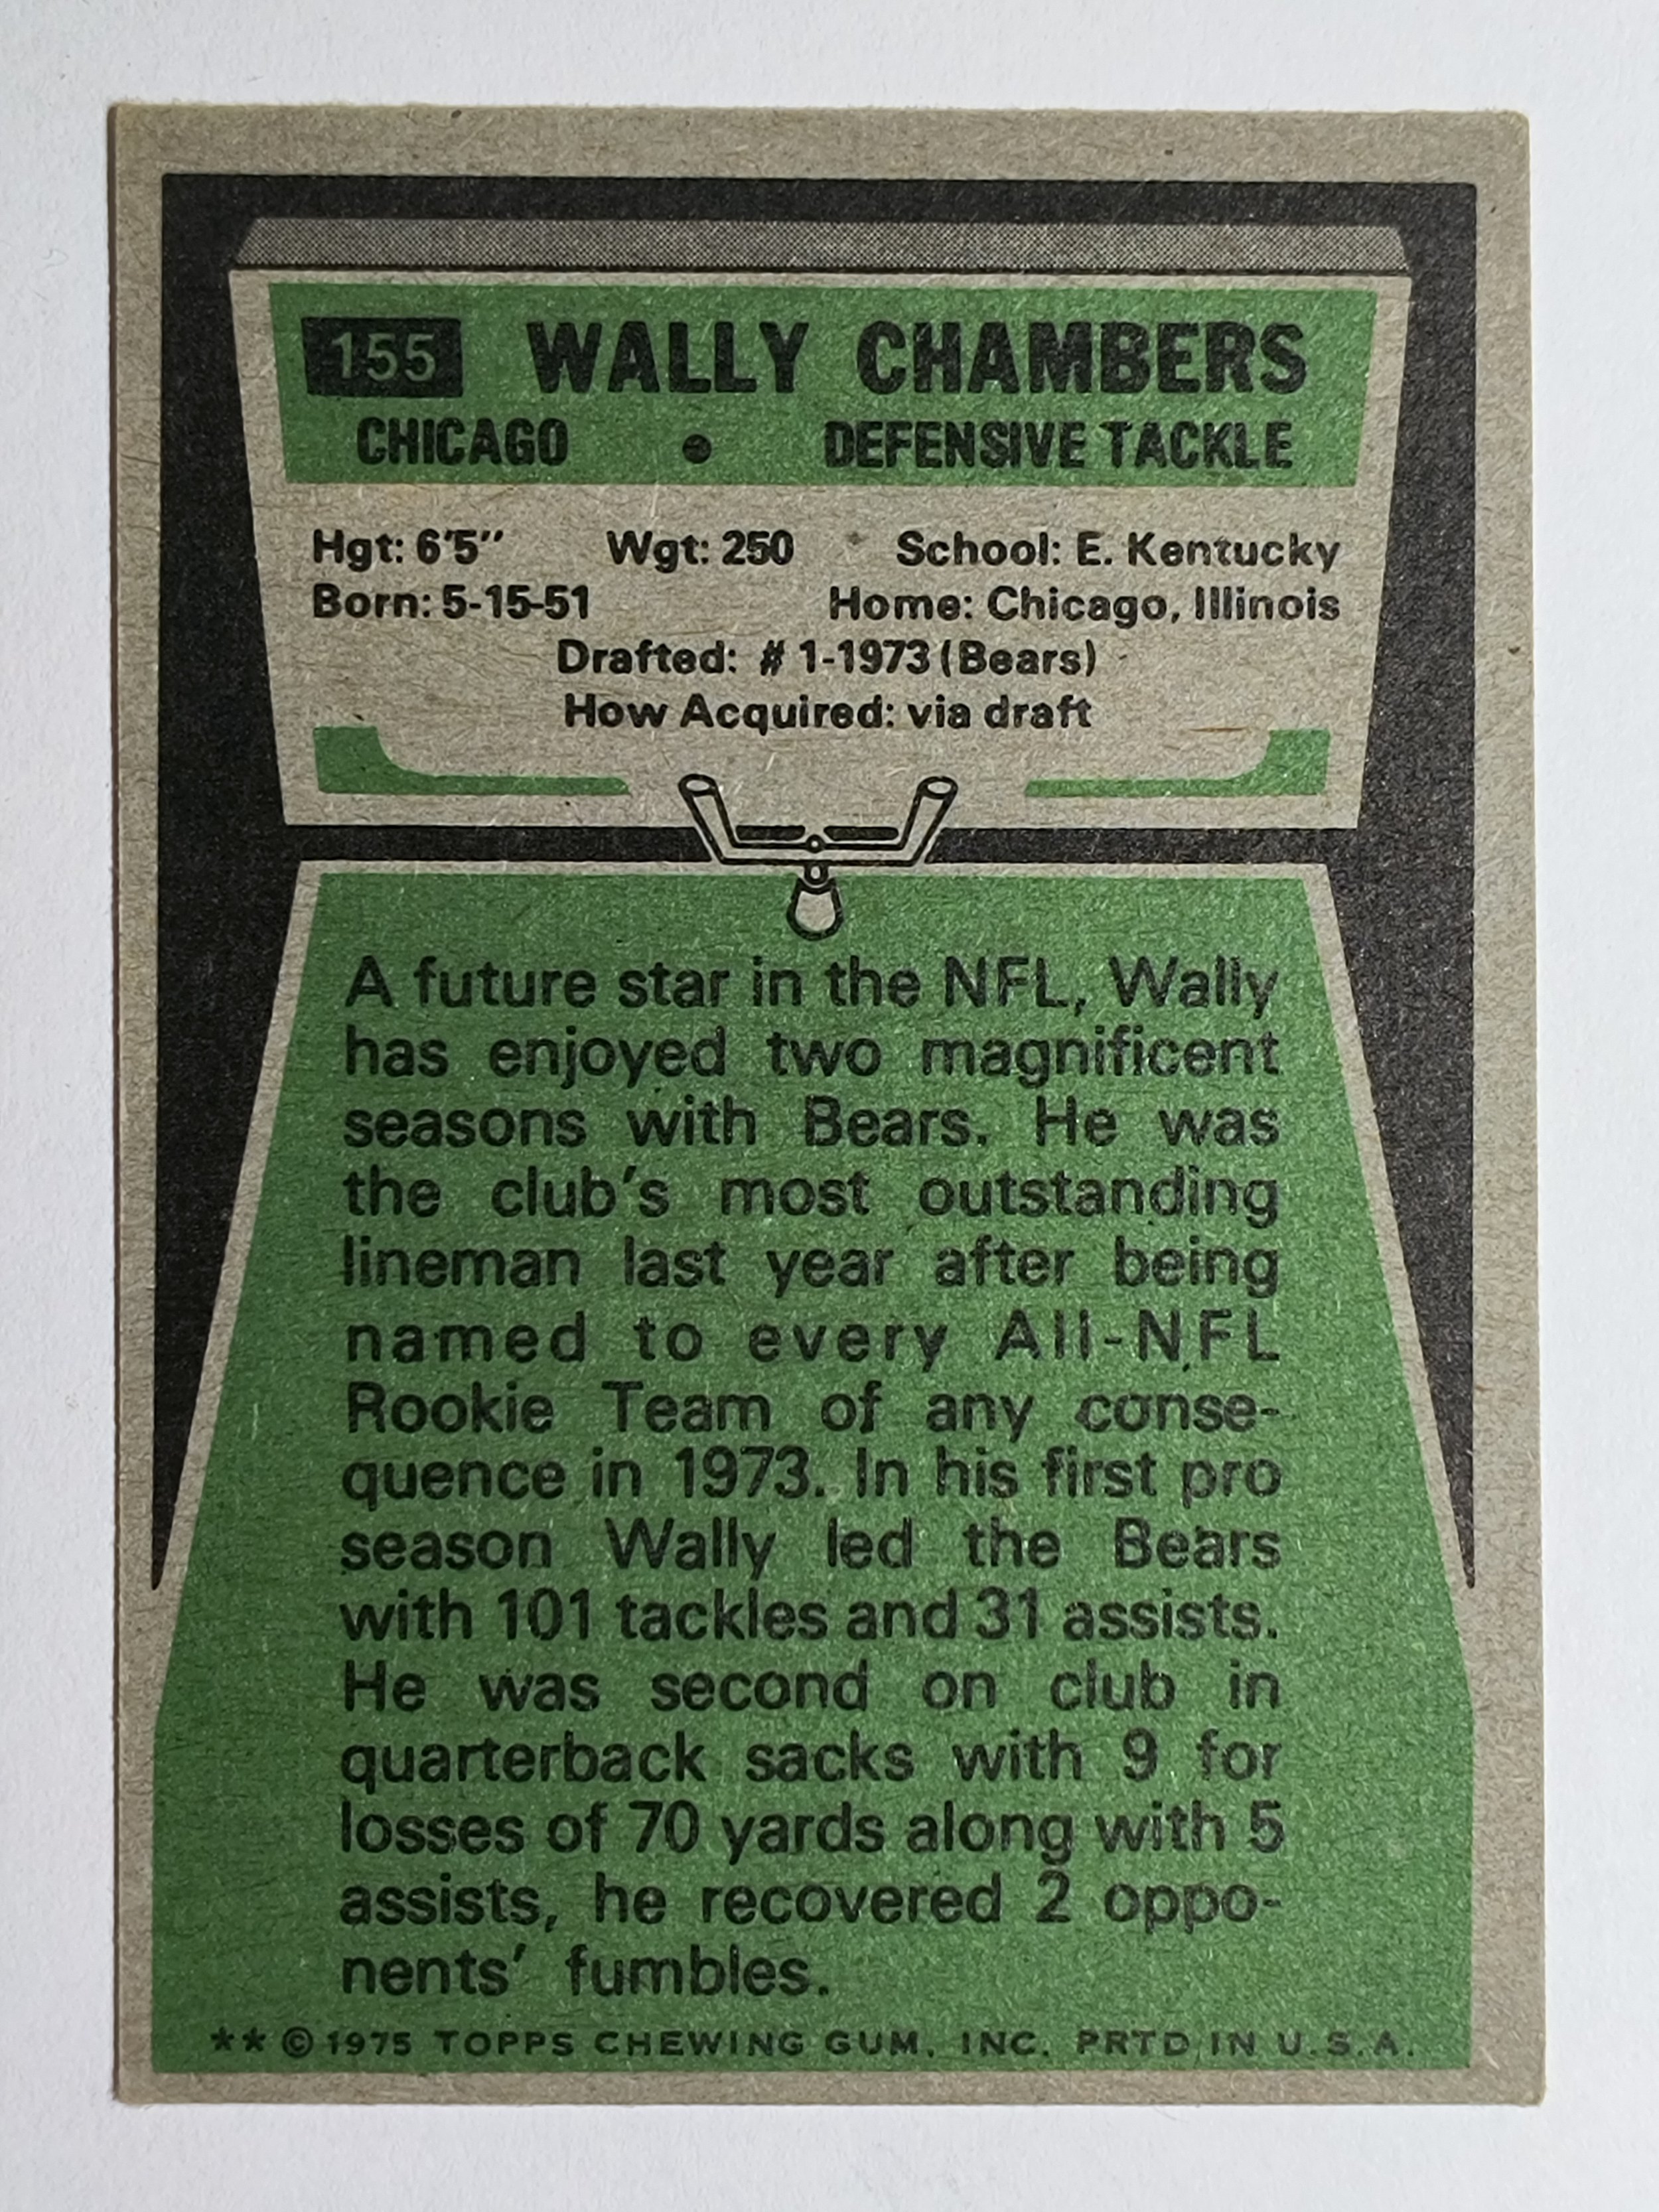 155 WALLY CHAMBERS
CHICAGO • DEFENSIVE TACKLE
Hgt: 6'5" Wgt: 250 School: E. Kentucky
Born: 5-15-51 Home: Chicago, Illinois
Drafted: # 1-1973 (Bears)
How Acquired: via draft
A future star in the NFL, Wally
has enjoyed two magnificent
seasons with Bears. He was
the club's most outstanding
lineman last year after being
named to every All-NFL
Rookie Team of any conse-
quence in 1973. In his first pro
season Wally led the Bears
with 101 tackles and 31 assists.
He was second on club in
quarterback sacks with 9 for
losses of 70 yards along with 5
assists, he recovered 2 oppo-
nents' fumbles.
** © 1975 TOPPS CHEWING GUM, INC. PRTD IN U.S.A.